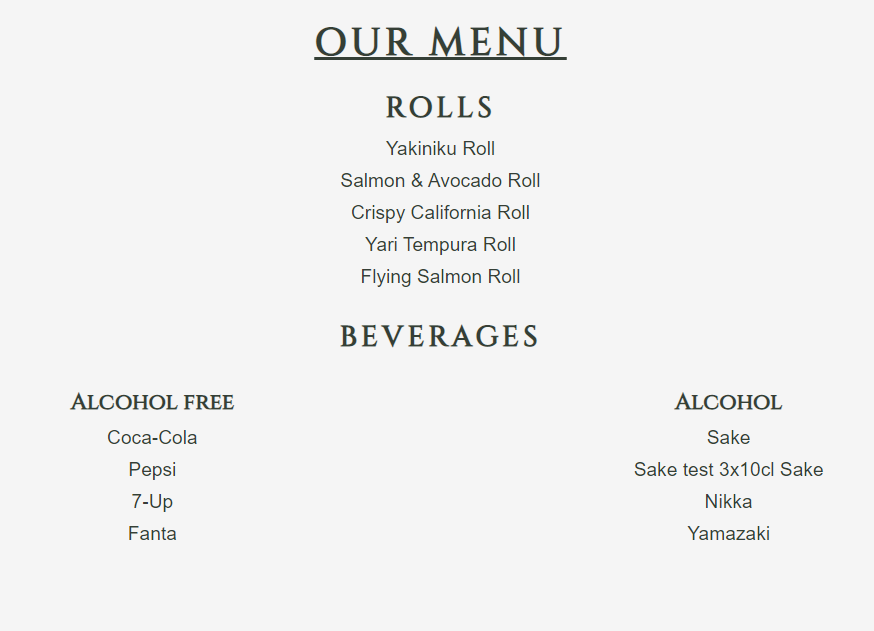 OUR MENU
ROLLS
Yakiniku Roll
Salmon & Avocado Roll
Crispy California Roll
Yari Tempura Roll
Flying Salmon Roll
BEVERAGES
Alcohol free
Coca-Cola
Pepsi
7-Up
Fanta
Alcohol
Sake
Sake test 3x10cl Sake
Nikka
Yamazaki